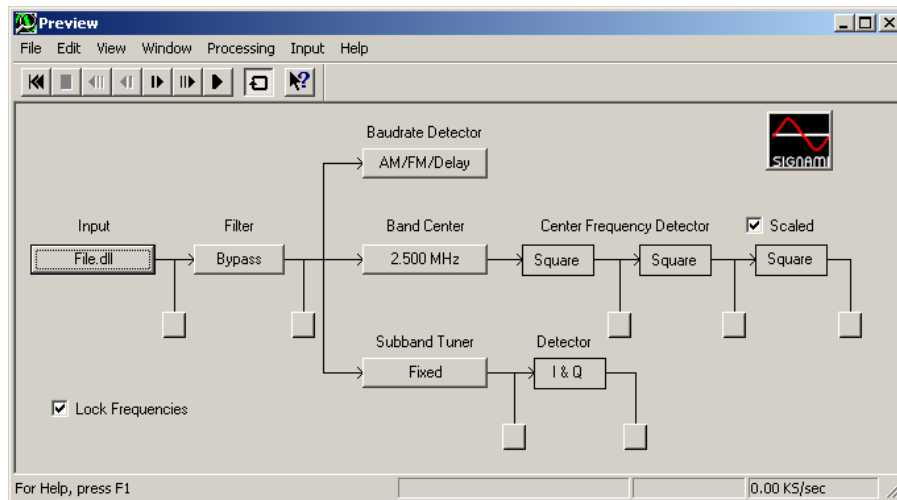 Preview
File Edit View Window Processing Input Help
Baudrate Detector
AM/FM/Delay
SIGNAMI
Input
Filter
Band Center
Center Frequency Detector
Scaled
File.dll
Bypass
2.500 MHz
Square
Square
Square
Subband Tuner
Detector
Fixed
I & Q
Lock Frequencies
For Help, press F1
0.00 KS/sec